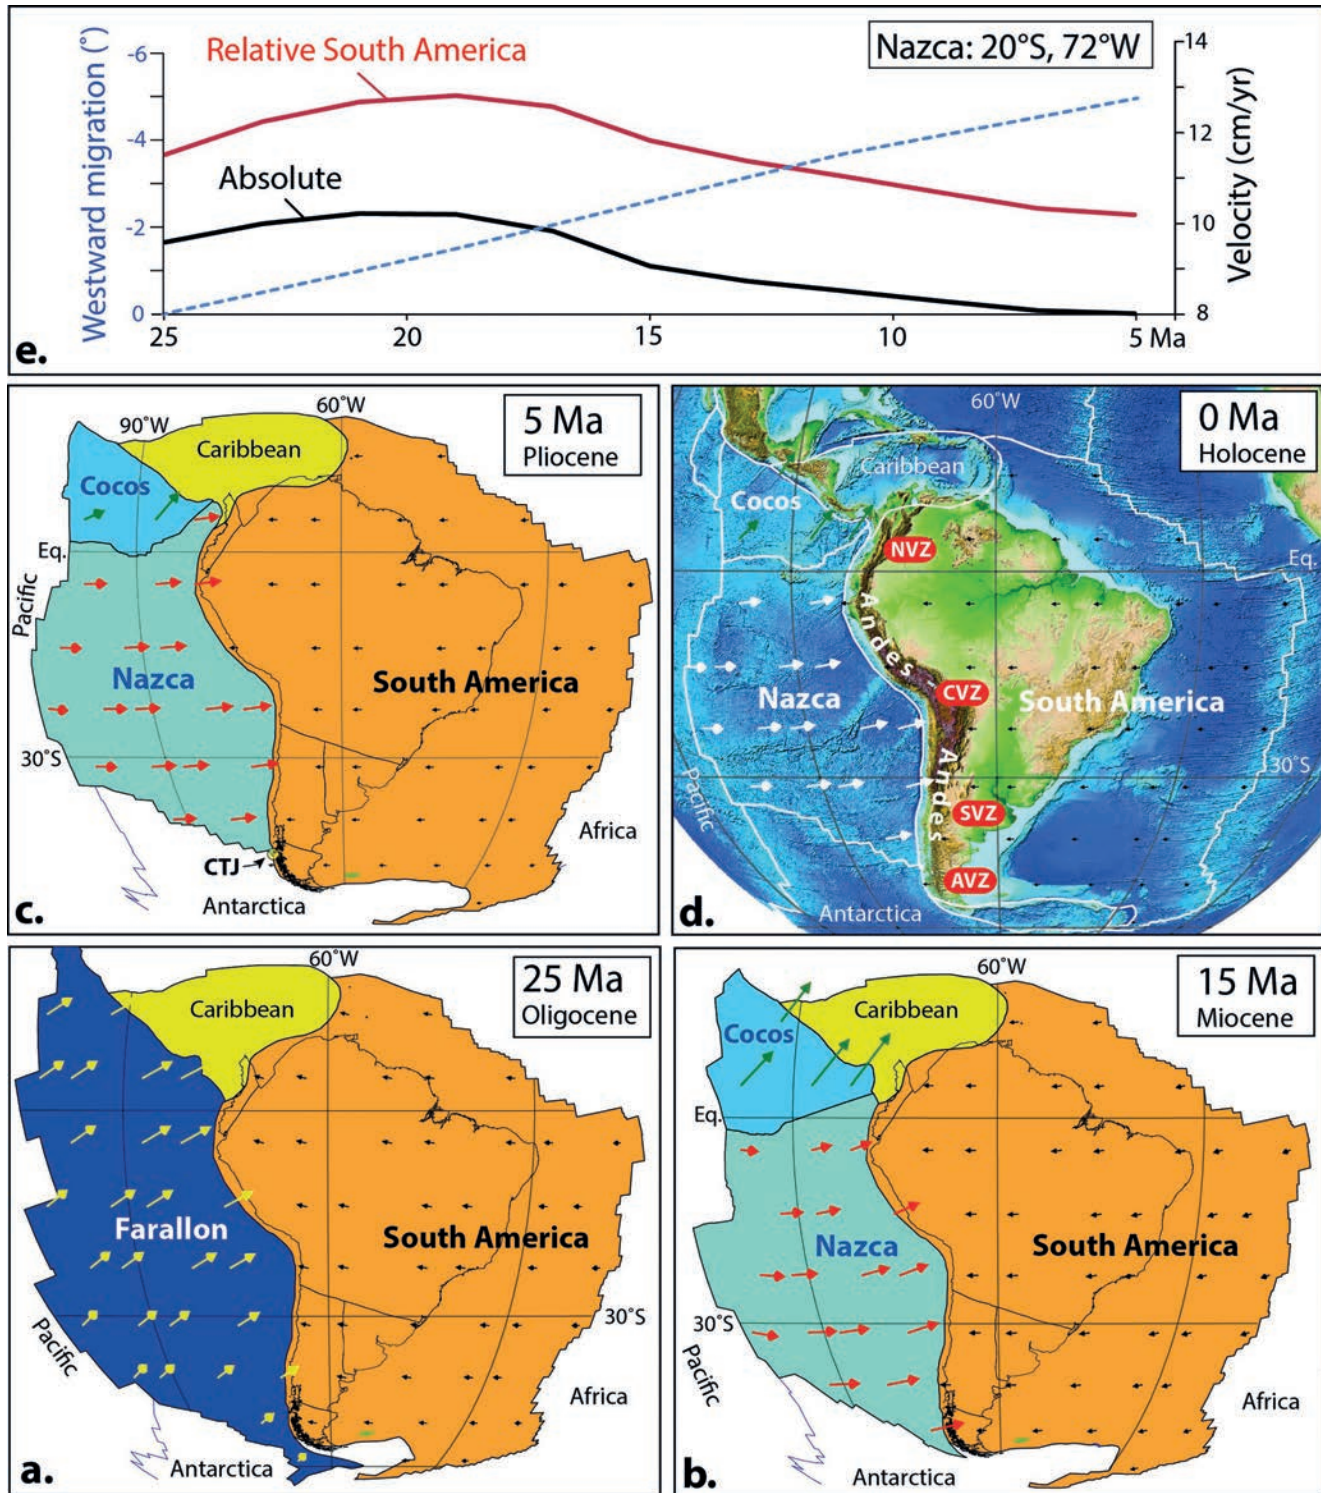 Westward migration (°)
-6
-4
-2
0
Relative South America
Absolute
Nazca: 20°S, 72°W
14
12
10
8
Velocity (cm/yr)
25
20
15
10
5 Ma
e.
60°W
90°W
5 Ma
Pliocene
Caribbean
Cocos
Eq.
Pacific
Nazca
South America
30°S
Africa
CTJ
Antarctica
c.
60°W
0 Ma
Holocene
Caribbean
Cocos
NVZ
Eq.
Andes
CVZ
Nazca
South America
Andes
30°S
Pacific
SVZ
AVZ
Antarctica
d.
60°W
25 Ma
Oligocene
Caribbean
Farallon
South America
30°S
Pacific
Africa
Antarctica
a.
60°W
15 Ma
Miocene
Caribbean
Cocos
Eq.
Nazca
South America
30°S
Pacific
Africa
Antarctica
b.